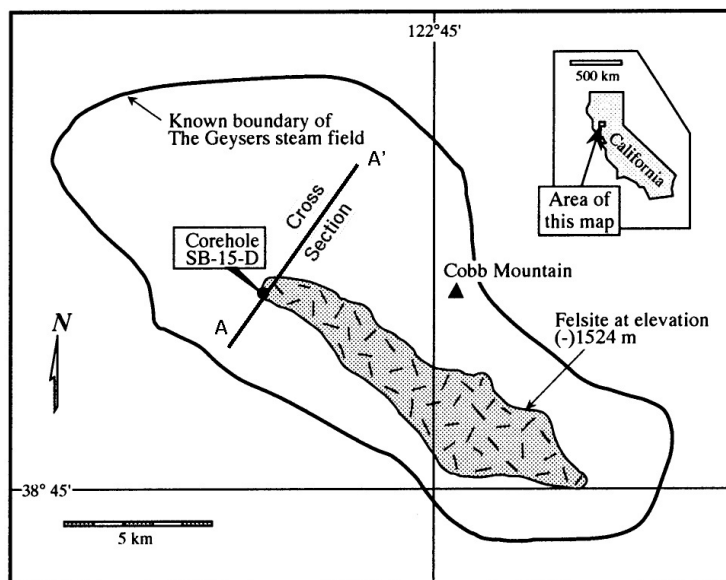 122°45'
500 km
California
Area of
this map
Known boundary of
The Geysers steam field
A'
Cross
Section
Corehole
SB-15-D
A
Cobb Mountain
Felsite at elevation
(-)1524 m
N
38° 45'
5 km